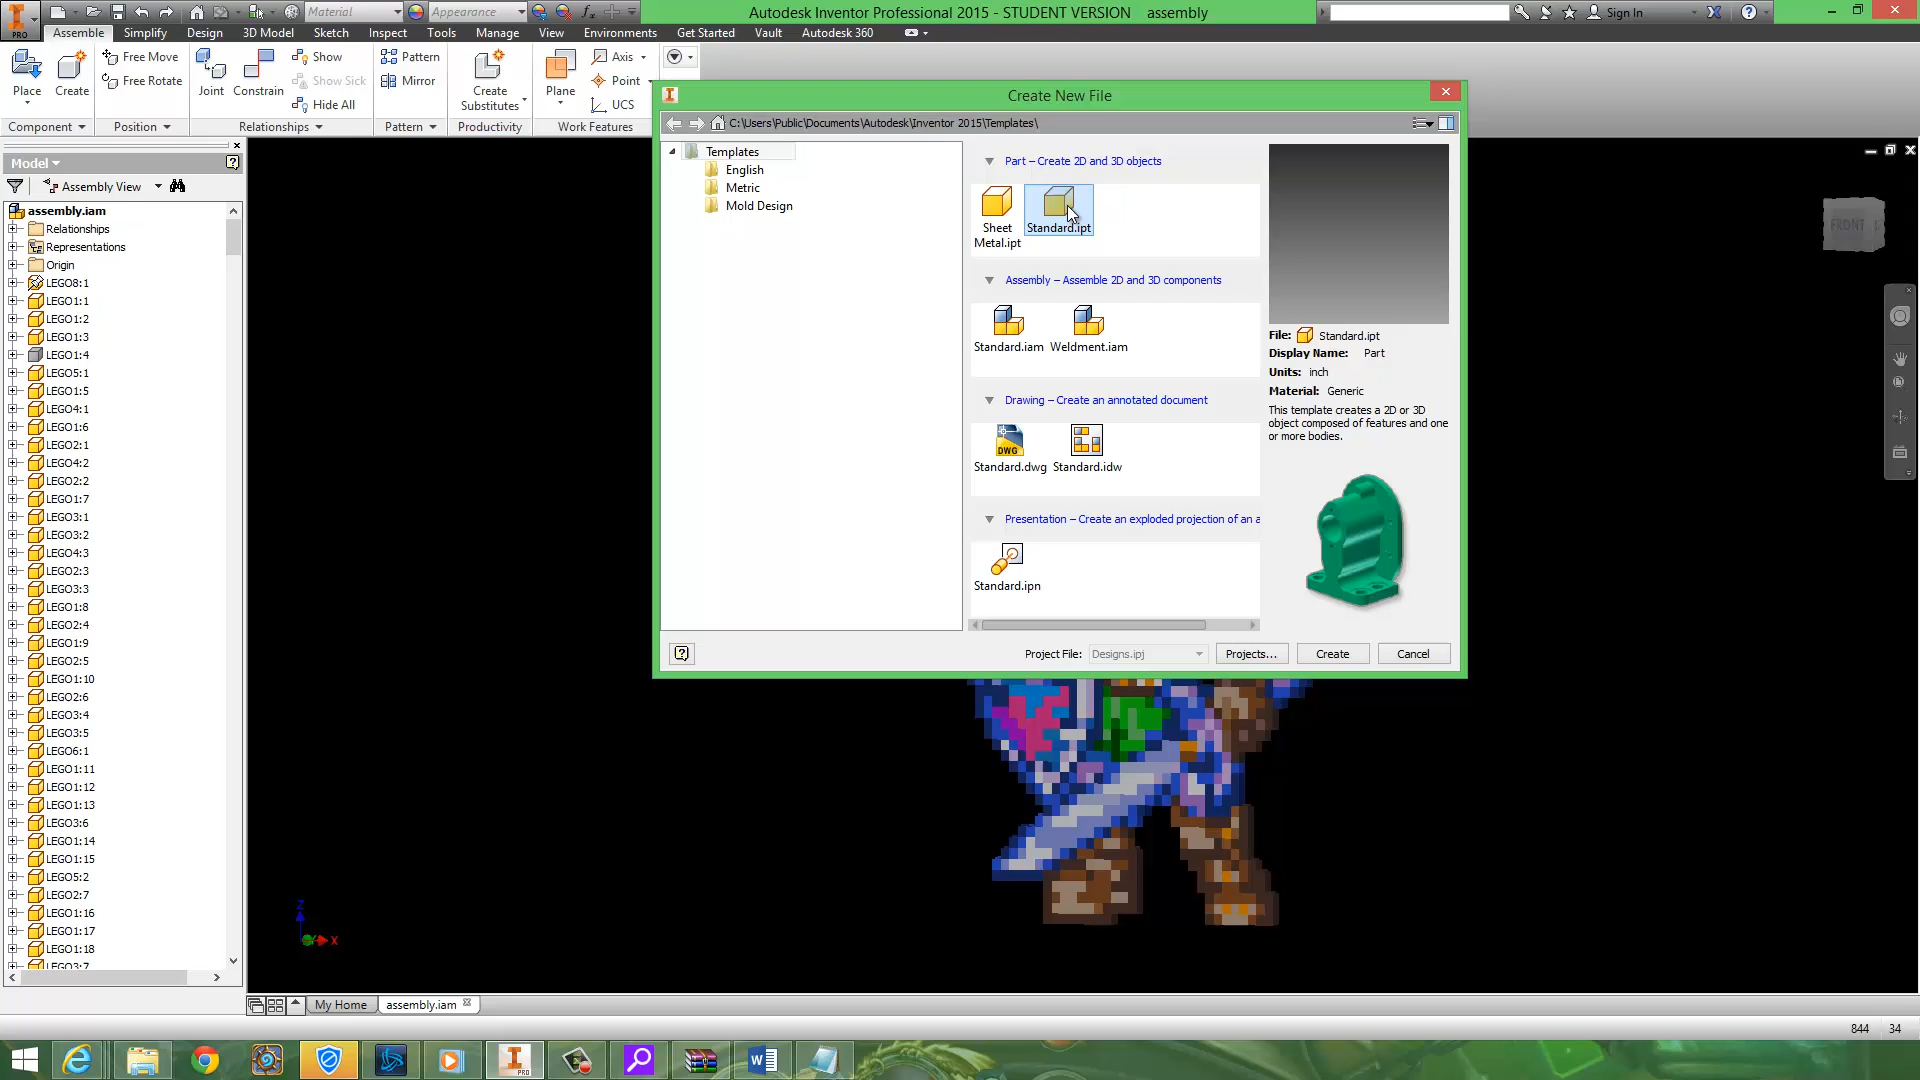 Material
Appearance
Autodesk Inventor Professional 2015 - STUDENT VERSION assembly
Sign In
PRO
Assemble Simplify Design 3D Model Sketch Inspect Tools Manage View Environments Get Started Vault Autodesk 360
Place
Create
Free Move
Free Rotate
Joint
Constrain
Show
Show Sick
Hide All
Pattern
Mirror
Create
Substitutes
Plane
Axis
Point
UCS
Component
Position
Relationships
Pattern
Productivity
Work Features
Model
Assembly View
assembly.iam
Relationships
Representations
Origin
LEGO8:1
LEGO1:1
LEGO1:2
LEGO1:3
LEGO1:4
LEGO5:1
LEGO1:5
LEGO4:1
LEGO1:6
LEGO2:1
LEGO4:2
LEGO2:2
LEGO1:7
LEGO3:1
LEGO3:2
LEGO4:3
LEGO2:3
LEGO3:3
LEGO1:8
LEGO2:4
LEGO1:9
LEGO2:5
LEGO1:10
LEGO2:6
LEGO3:4
LEGO3:5
LEGO6:1
LEGO1:11
LEGO1:12
LEGO1:13
LEGO3:6
LEGO1:14
LEGO1:15
LEGO5:2
LEGO2:7
LEGO1:16
LEGO1:17
LEGO1:18
LEGO3:7
Create New File
C:\Users\Public\Documents\Autodesk\Inventor 2015\Templates\
Templates
English
Metric
Mold Design
Part – Create 2D and 3D objects
Sheet
Metal.ipt
Standard.ipt
Assembly – Assemble 2D and 3D components
Standard.iam
Weldment.iam
Drawing – Create an annotated document
DWG
Standard.dwg
Standard.idw
Presentation – Create an exploded projection of an a
Standard.ipn
File: Standard.ipt
Display Name: Part
Units: inch
Material: Generic
This template creates a 2D or 3D
object composed of features and one
or more bodies.
Project File: Designs.ipj
Projects...
Create
Cancel
FRONT
Z
X
My Home
assembly.iam
844 34
PRO